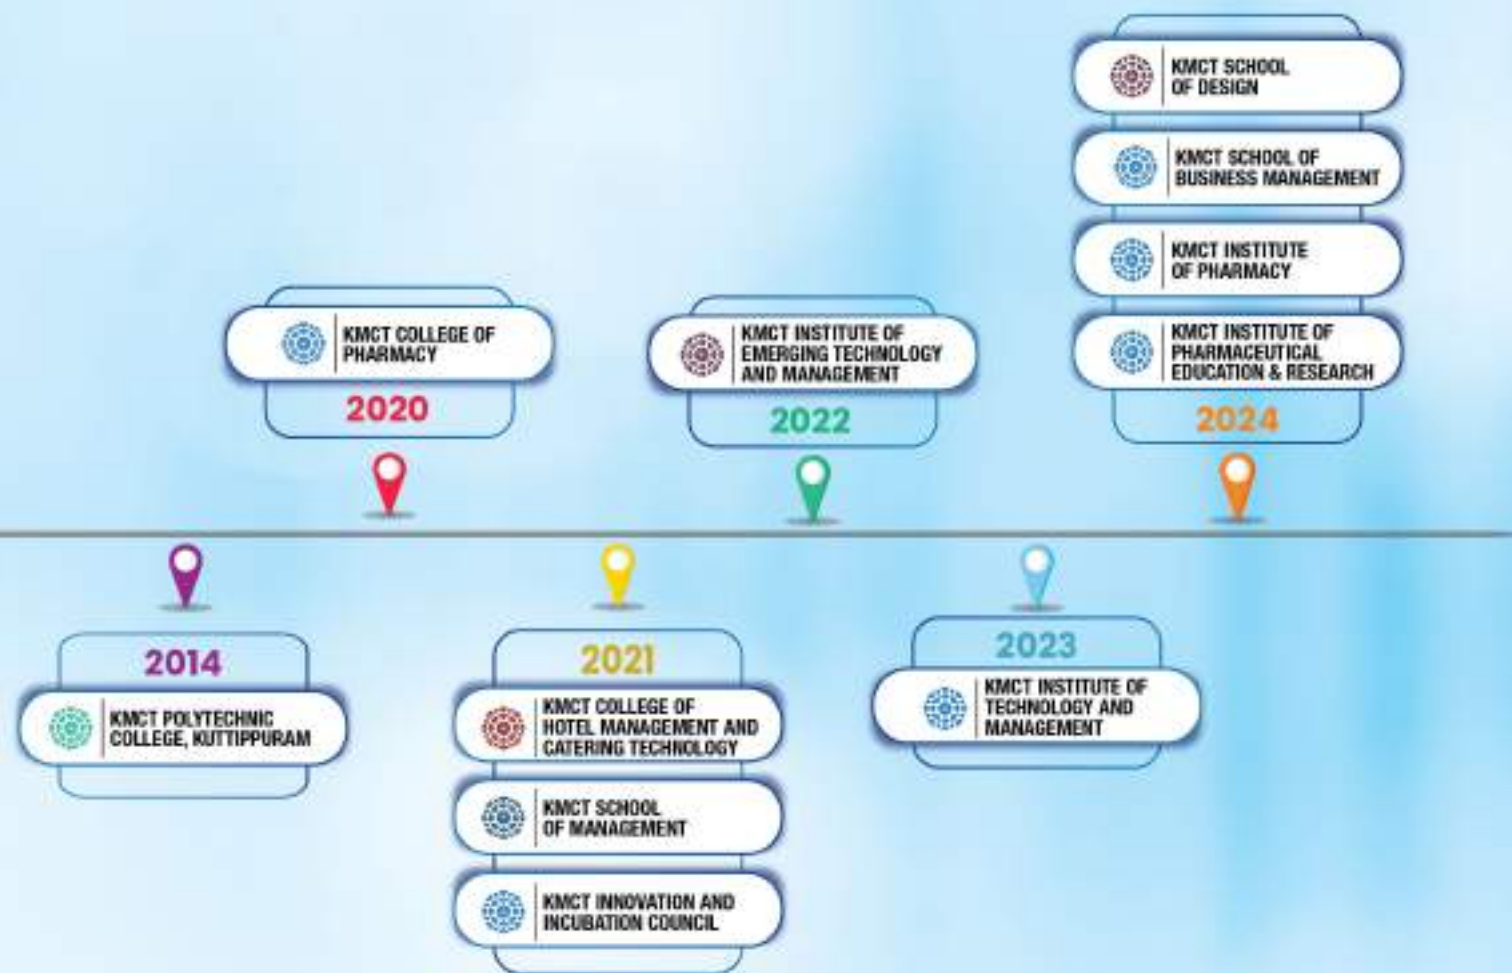 KMCT SCHOOL
OF DESIGN
KMCT SCHOOL OF
BUSINESS MANAGEMENT
KMCT INSTITUTE
OF PHARMACY
KMCT INSTITUTE OF
PHARMACEUTICAL
EDUCATION & RESEARCH
2024
KMCT COLLEGE OF
PHARMACY
2020
KMCT INSTITUTE OF
EMERGING TECHNOLOGY
AND MANAGEMENT
2022
2014
KMCT POLYTECHNIC
COLLEGE, KUTTIPPURAM
2021
KMCT COLLEGE OF
HOTEL MANAGEMENT AND
CATERING TECHNOLOGY
KMCT SCHOOL
OF MANAGEMENT
KMCT INNOVATION AND
INCUBATION COUNCIL
2023
KMCT INSTITUTE OF
TECHNOLOGY AND
MANAGEMENT